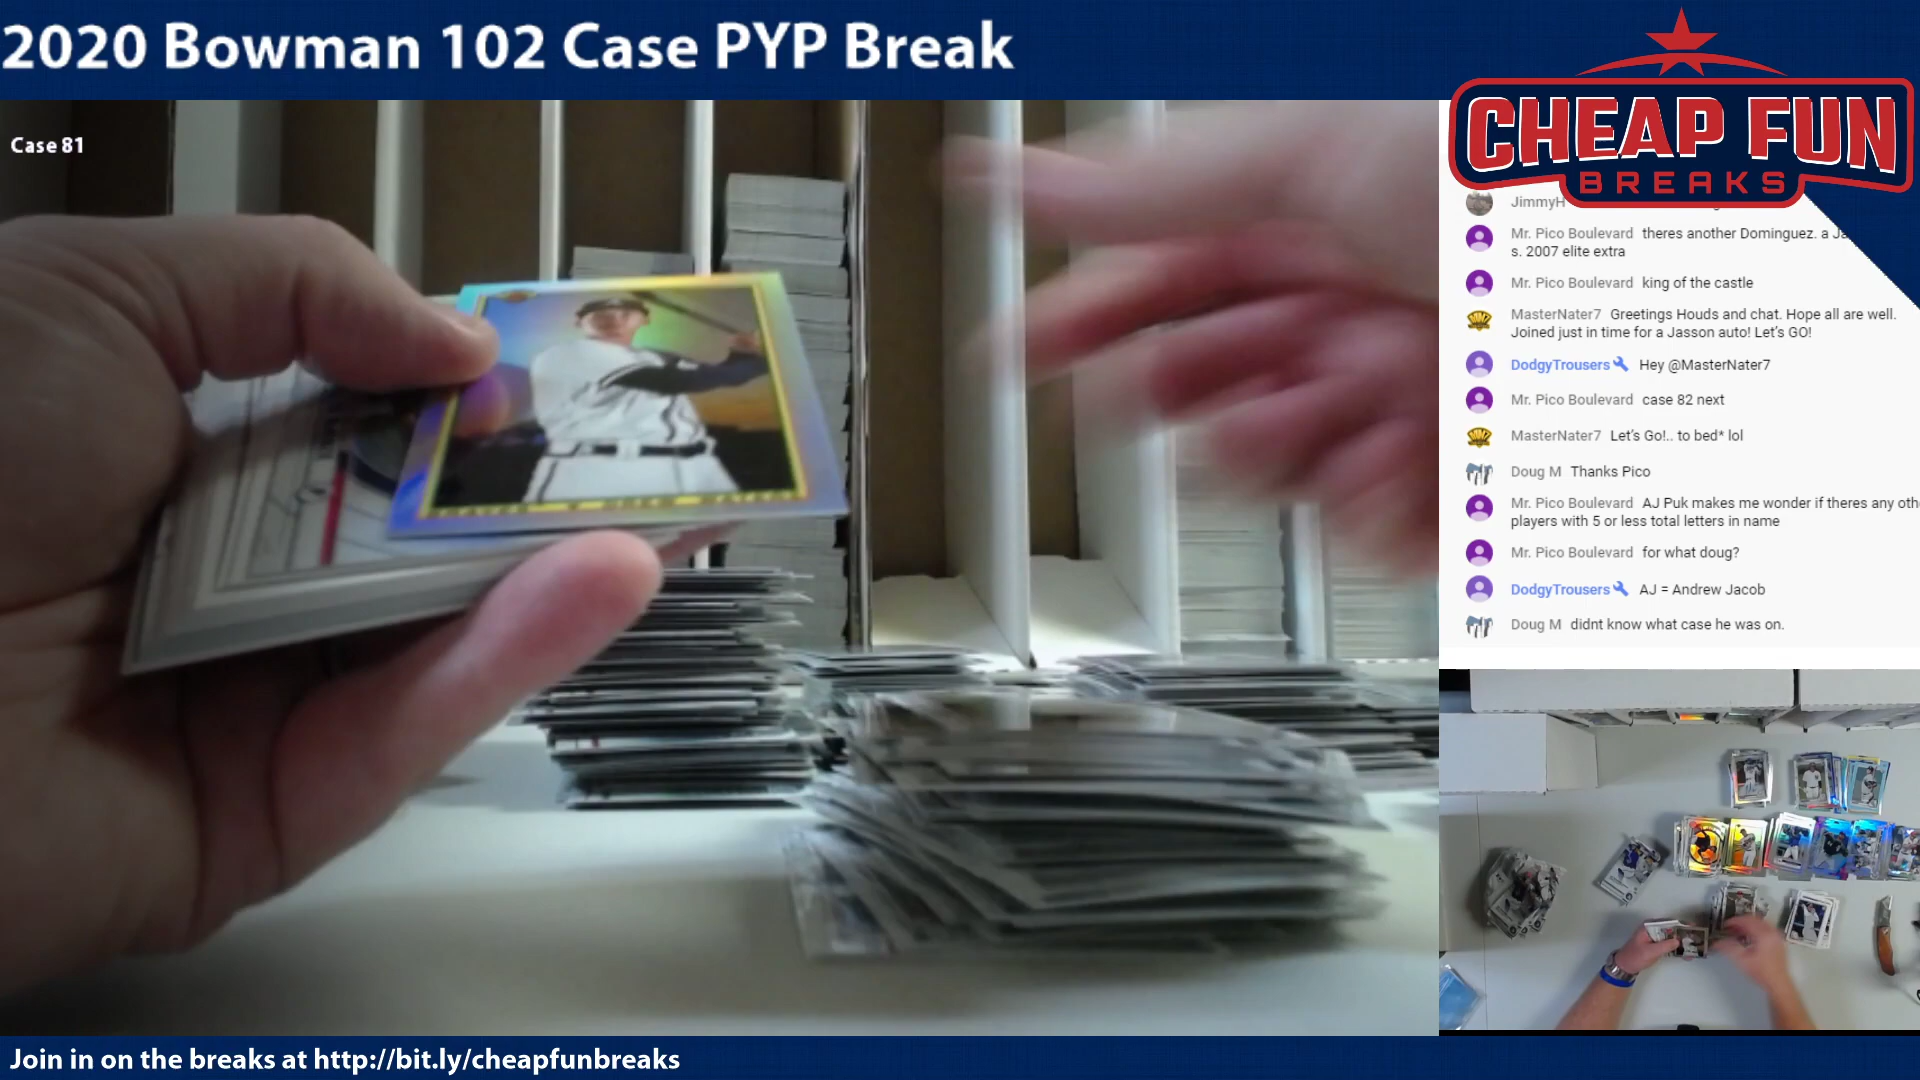 2020 Bowman 102 Case PYP Break
CHEAP FUN
BREAKS
Case 81
JimmyH
Mr. Pico Boulevard theres another Dominguez. a Ja
s. 2007 elite extra
Mr. Pico Boulevard king of the castle
MasterNater7 Greetings Houds and chat. Hope all are well.
Joined just in time for a Jasson auto! Let's GO!
DodgyTrousers Hey @MasterNater7
Mr. Pico Boulevard case 82 next
MasterNater7 Let's Go!.. to bed* lol
Doug M Thanks Pico
Mr. Pico Boulevard AJ Puk makes me wonder if theres any oth
players with 5 or less total letters in name
Mr. Pico Boulevard for what doug?
DodgyTrousers AJ = Andrew Jacob
Doug M didnt know what case he was on.
Join in on the breaks at http://bit.ly/cheapfunbreaks